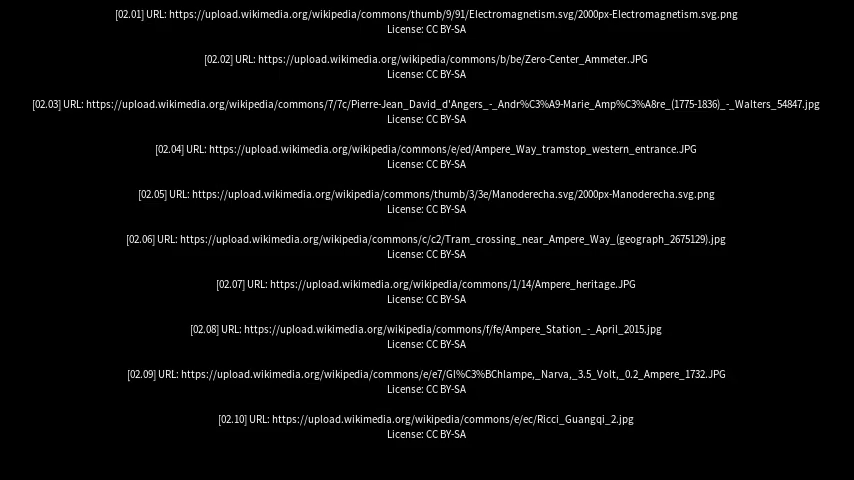 [02.01] URL: https://upload.wikimedia.org/wikipedia/commons/thumb/9/91/Electromagnetism.svg/2000px-Electromagnetism.svg.png
License: CC BY-SA
[02.02] URL: https://upload.wikimedia.org/wikipedia/commons/b/be/Zero-Center_Ammeter.JPG
License: CC BY-SA
[02.03] URL: https://upload.wikimedia.org/wikipedia/commons/7/7c/Pierre-Jean_David_d'Angers_-_Andr%C3%A9-Marie_Amp%C3%A8re_(1775-1836)_-_Walters_54847.jpg
License: CC BY-SA
[02.04] URL: https://upload.wikimedia.org/wikipedia/commons/e/ed/Ampere_Way_tramstop_western_entrance.JPG
License: CC BY-SA
[02.05] URL: https://upload.wikimedia.org/wikipedia/commons/thumb/3/3e/Manoderecha.svg/2000px-Manoderecha.svg.png
License: CC BY-SA
[02.06] URL: https://upload.wikimedia.org/wikipedia/commons/c/c2/Tram_crossing_near_Ampere_Way_(geograph_2675129).jpg
License: CC BY-SA
[02.07] URL: https://upload.wikimedia.org/wikipedia/commons/1/14/Ampere_heritage.JPG
License: CC BY-SA
[02.08] URL: https://upload.wikimedia.org/wikipedia/commons/f/fe/Ampere_Station_-_April_2015.jpg
License: CC BY-SA
[02.09] URL: https://upload.wikimedia.org/wikipedia/commons/e/e7/Gl%C3%BChlampe,_Narva,_3.5_Volt,_0.2_Ampere_1732.JPG
License: CC BY-SA
[02.10] URL: https://upload.wikimedia.org/wikipedia/commons/e/ec/Ricci_Guangqi_2.jpg
License: CC BY-SA